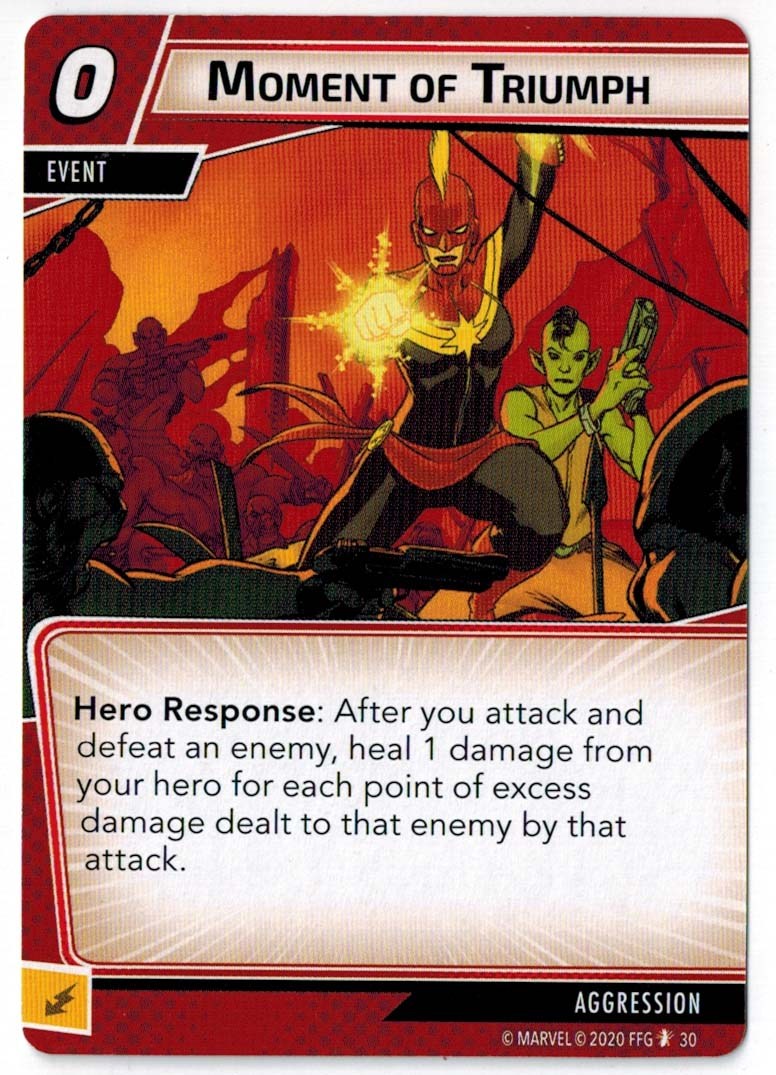 0
MOMENT OF TRIUMPH
EVENT
Hero Response: After you attack and
defeat an enemy, heal 1 damage from
your hero for each point of excess
damage dealt to that enemy by that
attack.
AGGRESSION
© MARVEL © 2020 FFG 30